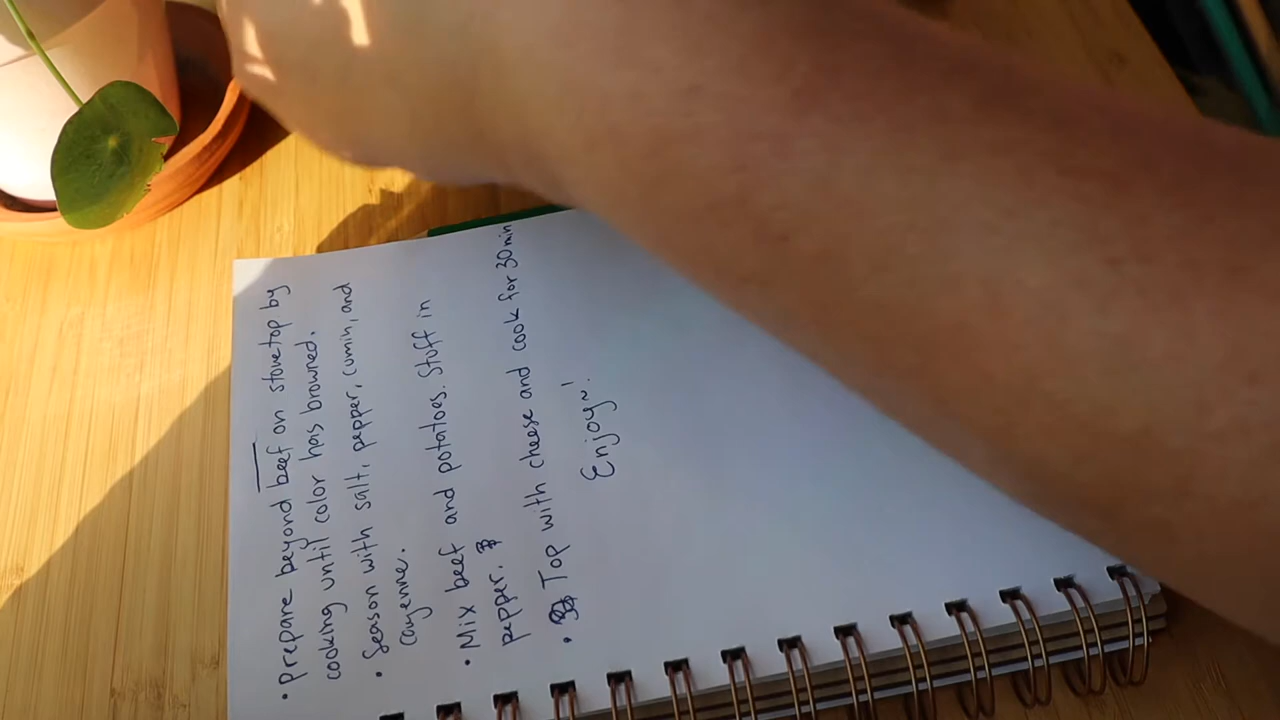 • Prepare beyond beef on stovetop by
cooking until color has browned.
• Season with salt, pepper, cumin, and
cayenne.
• Mix beef and potatoes. Stuff in
pepper.
• Top with cheese and cook for 30 min
Enjoy~!